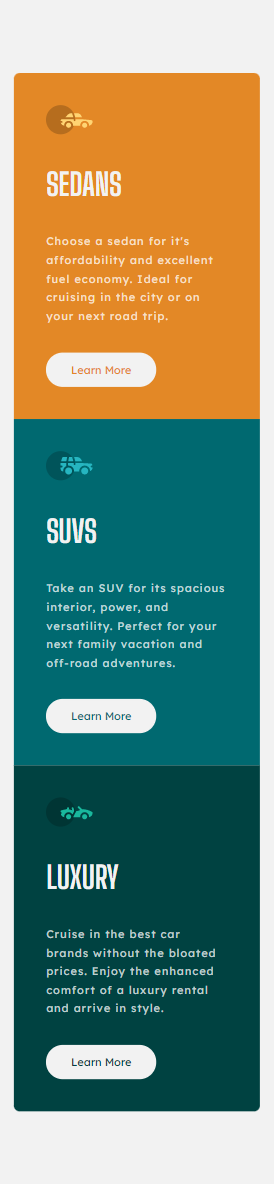 SEDANS
Choose a sedan for it's
affordability and excellent
fuel economy. Ideal for
cruising in the city or on
your next road trip.
Learn More
SUVS
Take an SUV for its spacious
interior, power, and
versatility. Perfect for your
next family vacation and
off-road adventures.
Learn More
LUXURY
Cruise in the best car
brands without the bloated
prices. Enjoy the enhanced
comfort of a luxury rental
and arrive in style.
Learn More